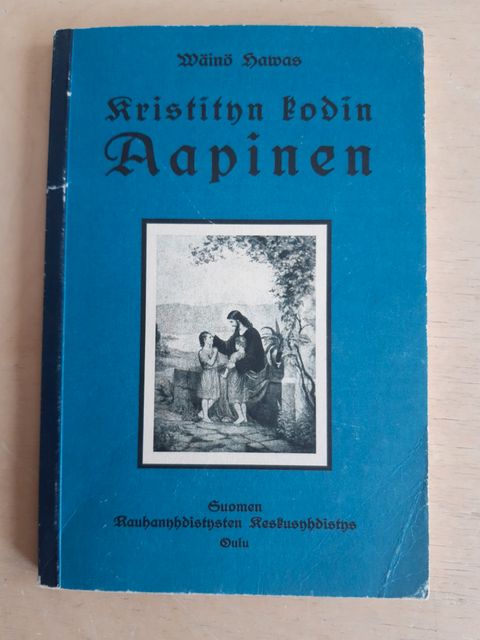 Wäinö Hawas
Kristityn kodin
Aapinen
Suomen
Rauhanyhdistysten Keskusyhdistys
Oulu